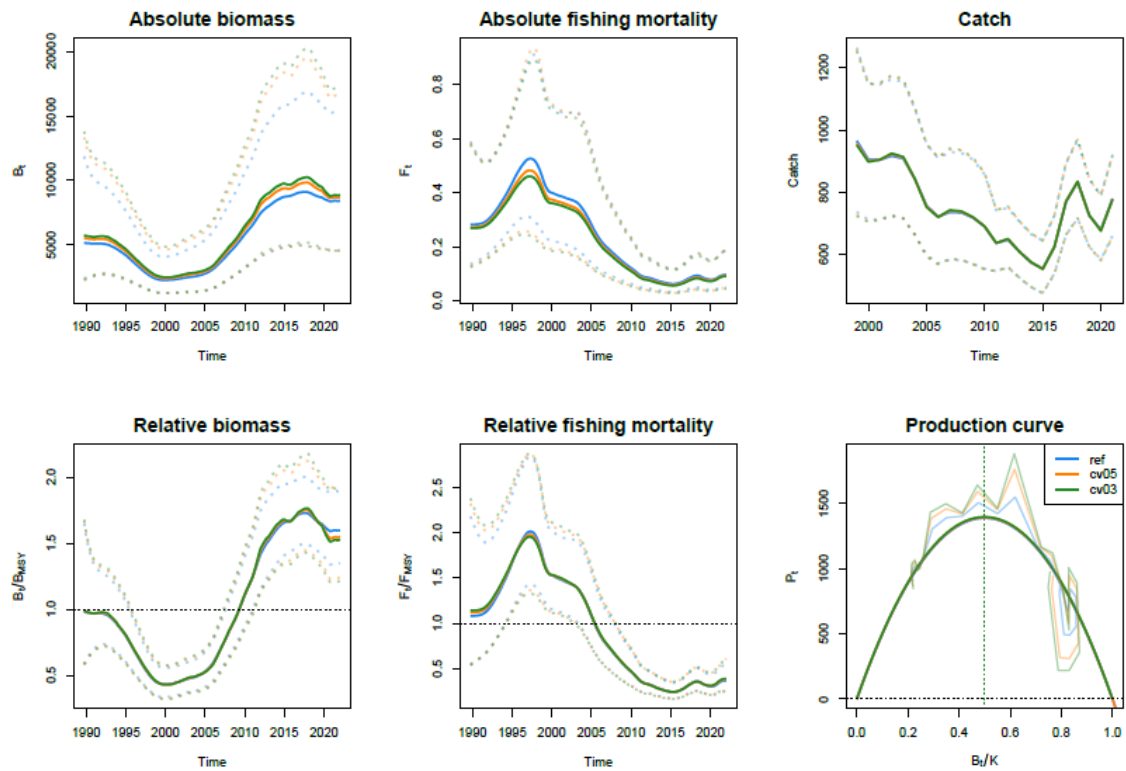 Absolute biomass
Bt
20000
15000
10000
5000
1990 1995 2000 2005 2010 2015 2020
Time
Absolute fishing mortality
Ft
0.8
0.6
0.4
0.2
0.0
1990 1995 2000 2005 2010 2015 2020
Time
Catch
Catch
1200
1000
800
600
2000 2005 2010 2015 2020
Time
Relative biomass
Bt/BMSY
2.0
1.5
1.0
0.5
1990 1995 2000 2005 2010 2015 2020
Time
Relative fishing mortality
Ft/FMSY
2.5
2.0
1.5
1.0
0.5
1990 1995 2000 2005 2010 2015 2020
Time
Production curve
ref
cv05
cv03
Pt
1500
1000
500
0
0.0 0.2 0.4 0.6 0.8 1.0
Bt/K